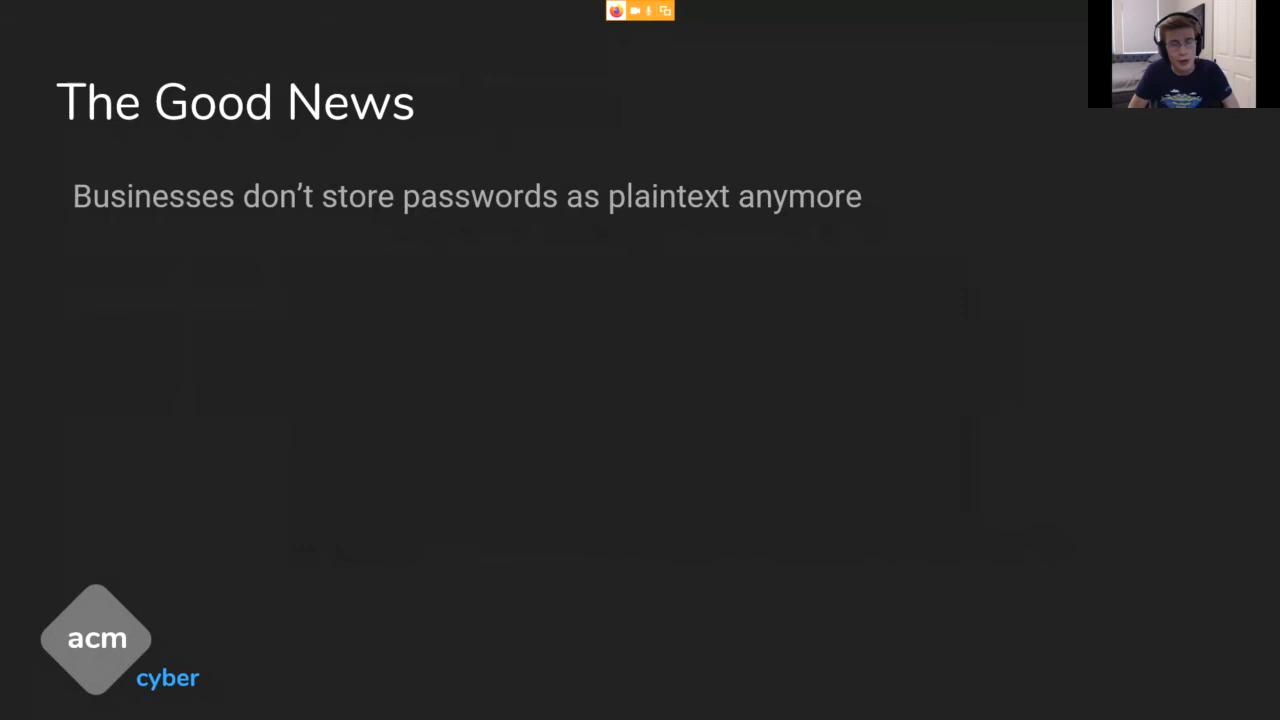 The Good News
Businesses don’t store passwords as plaintext anymore
acm
cyber